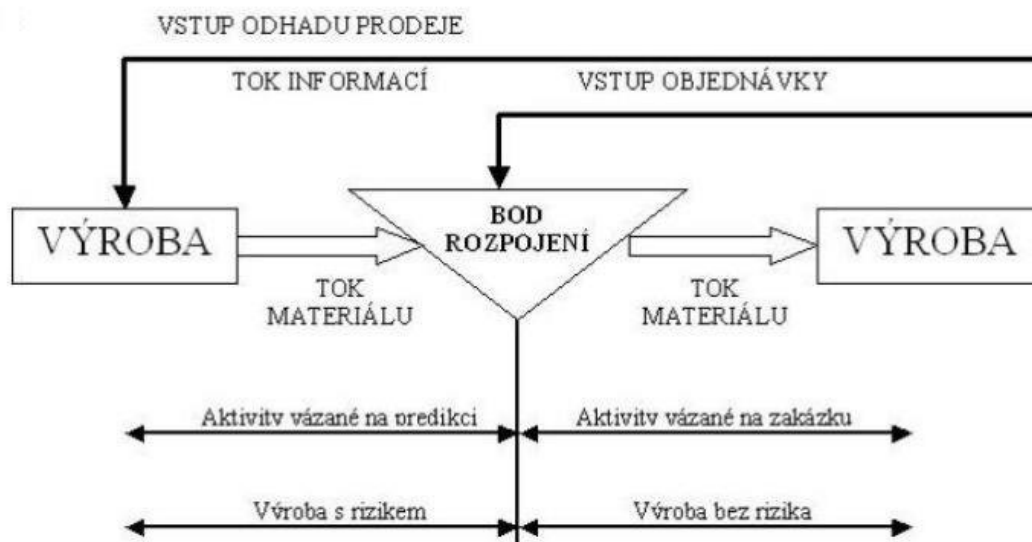 VSTUP ODHADU PRODEJE
TOK INFORMACÍ
VSTUP OBJEDNÁVKY
VÝROBA
BOD
ROZPOJENÍ
VÝROBA
TOK
MATERIÁLU
TOK
MATERIÁLU
Aktivity vázané na predikci
Aktivity vázané na zakázku
Výroba s rizikem
Výroba bez rizika